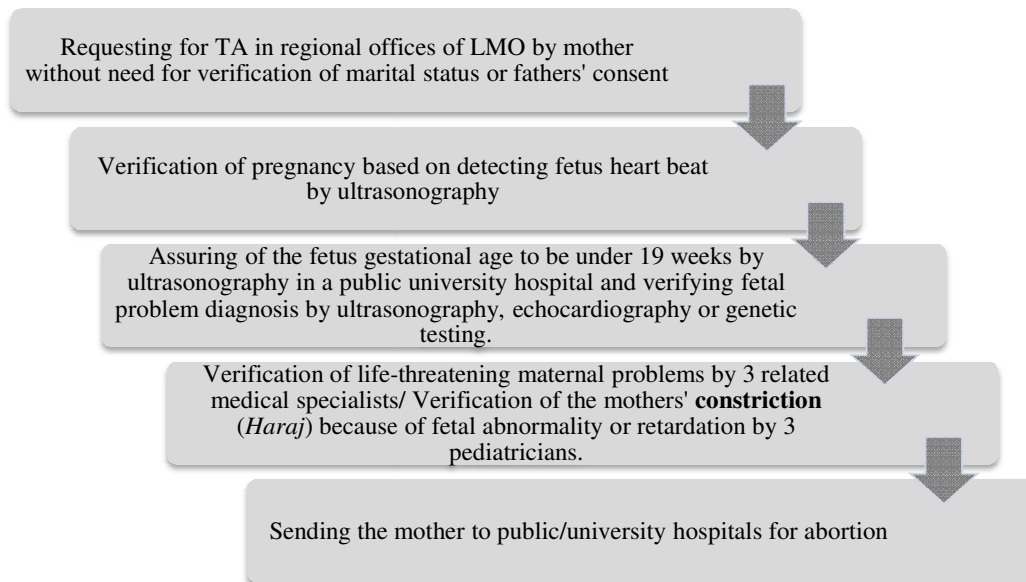 Requesting for TA in regional offices of LMO by mother
without need for verification of marital status or fathers' consent
Verification of pregnancy based on detecting fetus heart beat
by ultrasonography
Assuring of the fetus gestational age to be under 19 weeks by
ultrasonography in a public university hospital and verifying fetal
problem diagnosis by ultrasonography, echocardiography or genetic
testing.
Verification of life-threatening maternal problems by 3 related
medical specialists/ Verification of the mothers' constriction
(Haraj) because of fetal abnormality or retardation by 3
pediatricians.
Sending the mother to public/university hospitals for abortion